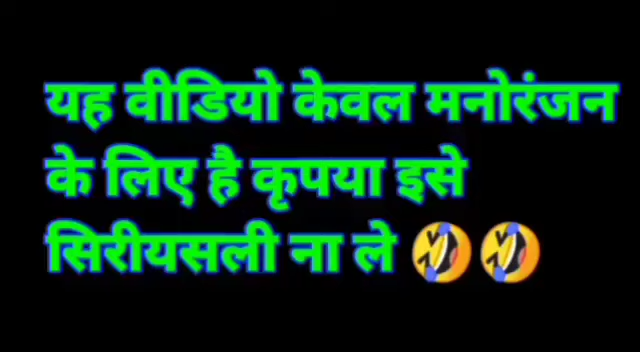 यह वीडियो केवल मनोरंजन
के लिए है कृपया इसे
सिरीयसली ना ले 🤣🤣